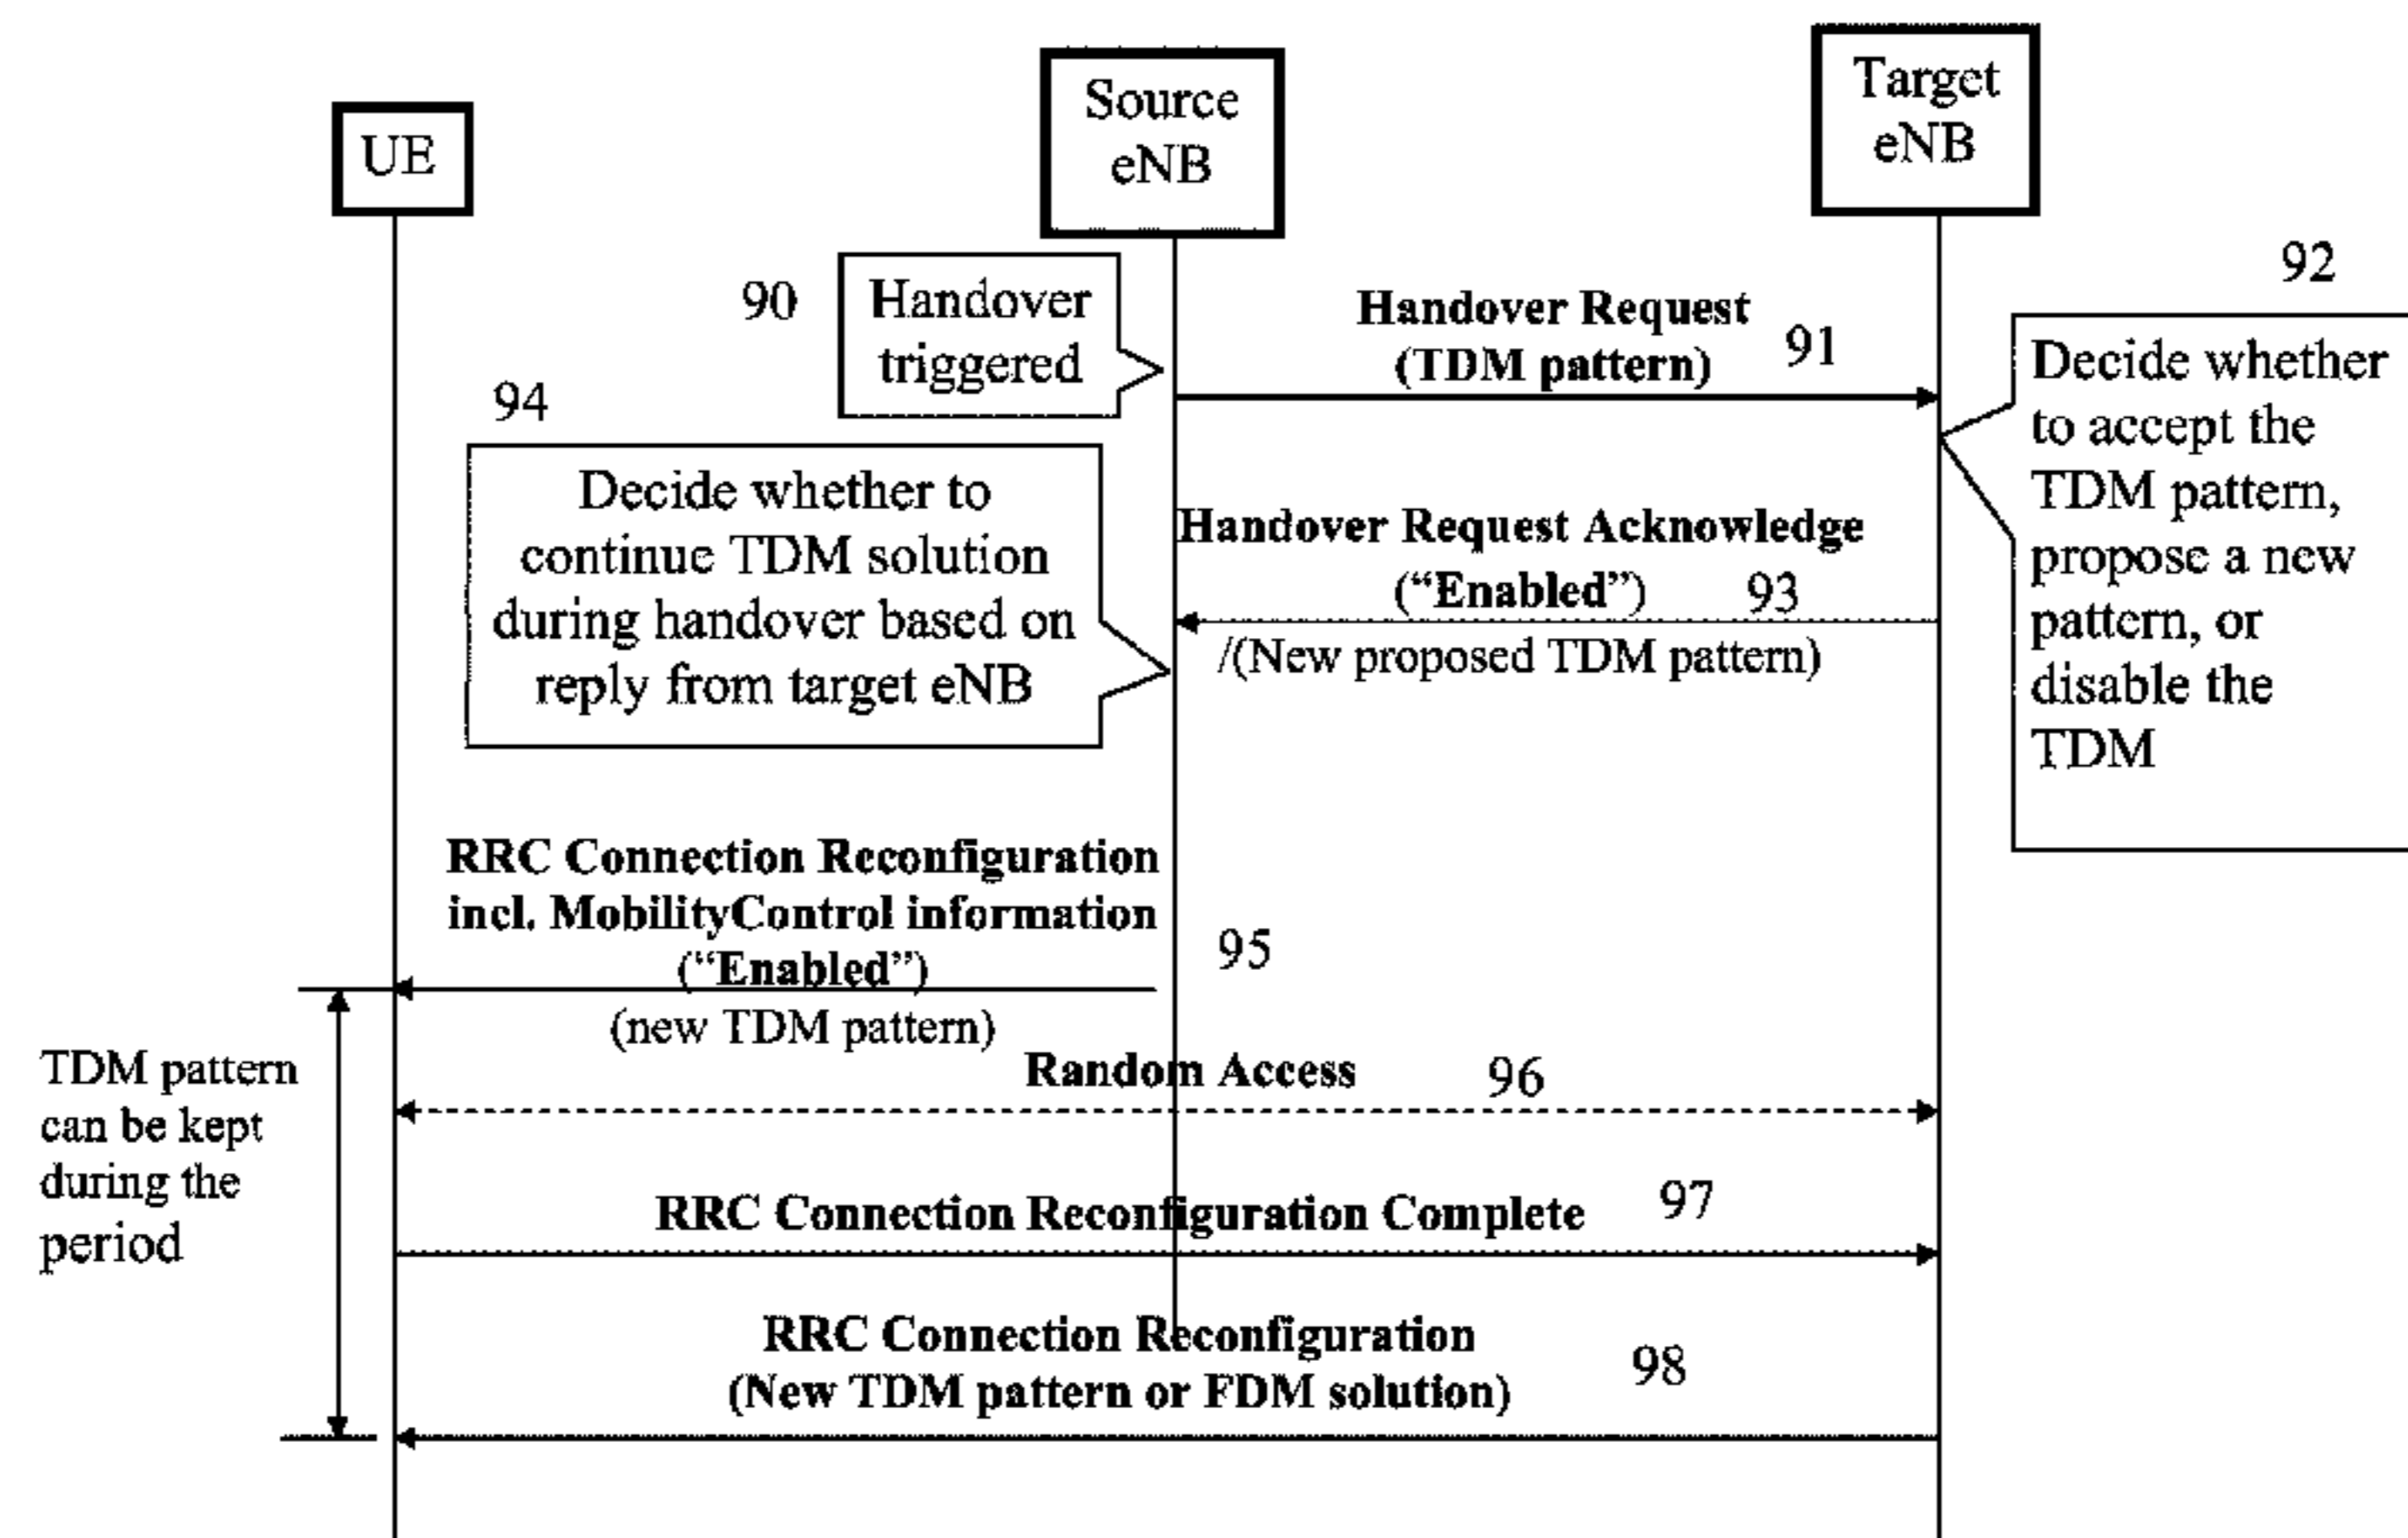 UE
Source
eNB
Target
eNB
90
Handover
triggered
Handover Request
(TDM pattern)
91
92
Decide whether
to accept the
TDM pattern,
propose a new
pattern, or
disable the
TDM
94
Decide whether to
continue TDM solution
during handover based on
reply from target eNB
Handover Request Acknowledge
("Enabled")
93
/(New proposed TDM pattern)
RRC Connection Reconfiguration
incl. MobilityControl information
("Enabled")
95
(new TDM pattern)
TDM pattern
can be kept
during the
period
Random Access
96
RRC Connection Reconfiguration Complete
97
RRC Connection Reconfiguration
(New TDM pattern or FDM solution)
98